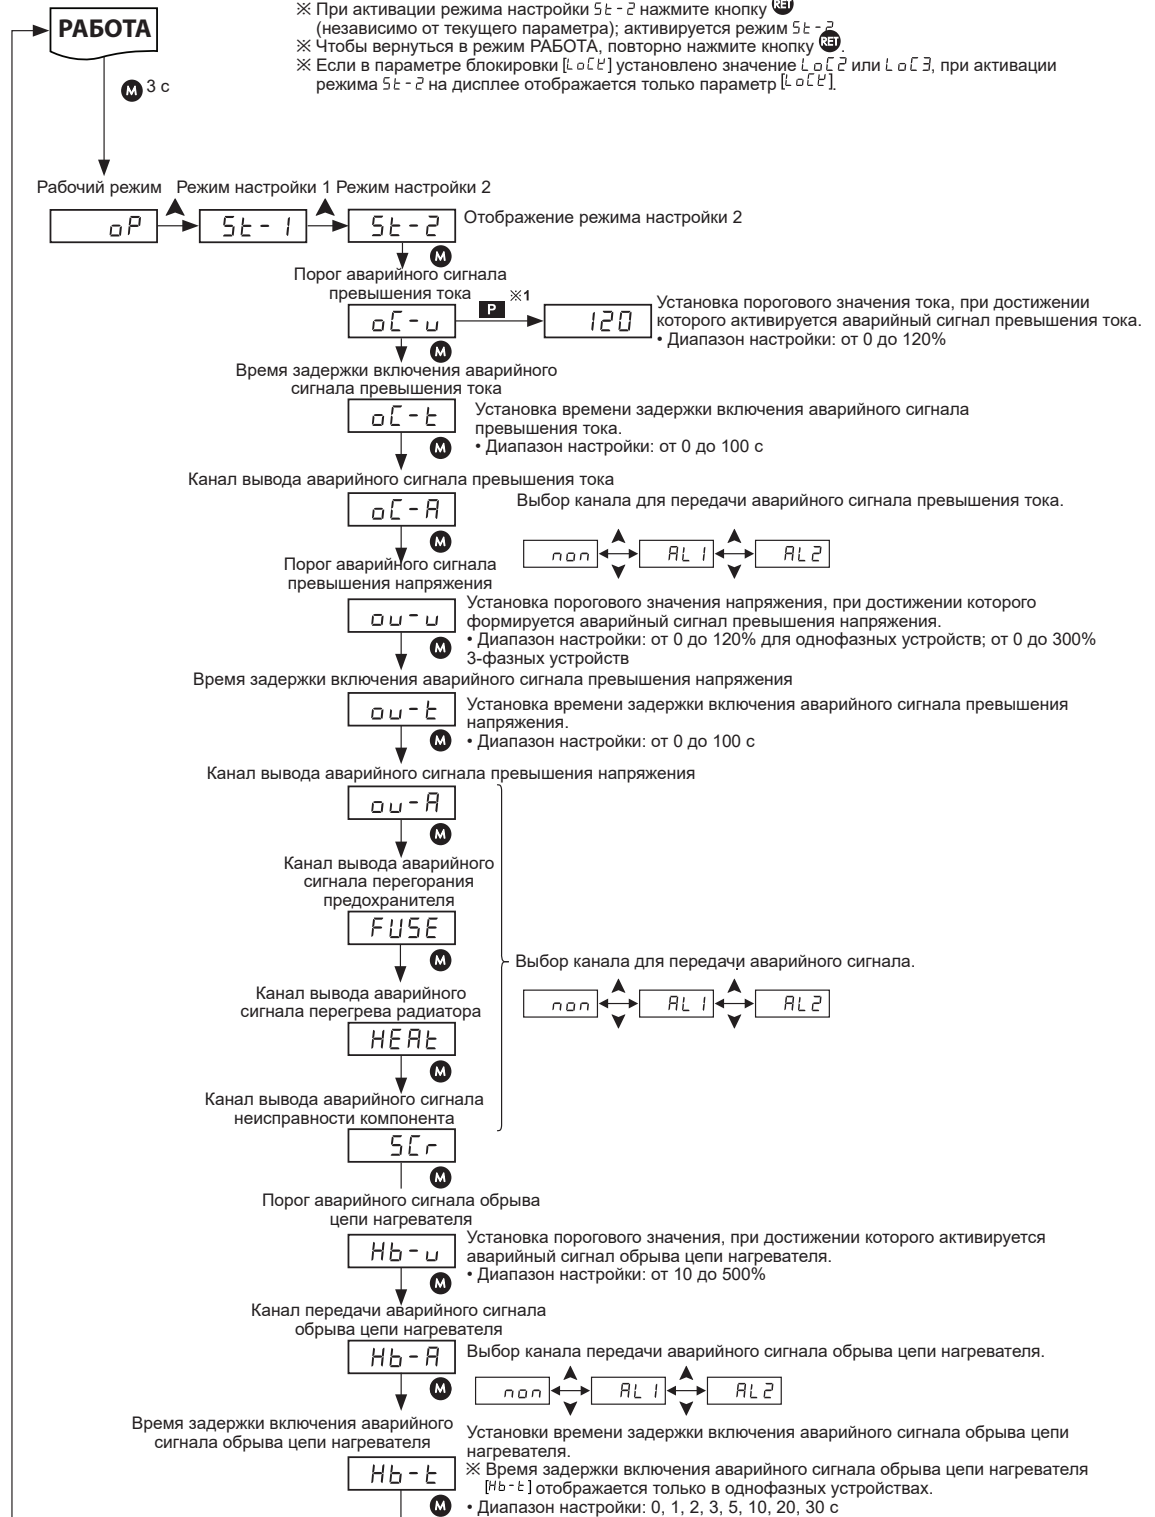 ※ При активации режима настройки St-2 нажмите кнопку RET
(независимо от текущего параметра); активируется режим St-2
※ Чтобы вернуться в режим РАБОТА, повторно нажмите кнопку RET.
※ Если в параметре блокировки [LoCK] установлено значение LoC2 или LoC3, при активации
режима St-2 на дисплее отображается только параметр [LoCK].
РАБОТА
M 3 с
Рабочий режим Режим настройки 1 Режим настройки 2
oP St-1 St-2 Отображение режима настройки 2
M
Порог аварийного сигнала
превышения тока
oC-u P ※1 120
Установка порогового значения тока, при достижении
которого активируется аварийный сигнал превышения тока.
• Диапазон настройки: от 0 до 120%
M
Время задержки включения аварийного
сигнала превышения тока
oC-t
Установка времени задержки включения аварийного сигнала
превышения тока.
• Диапазон настройки: от 0 до 100 с
M
Канал вывода аварийного сигнала превышения тока
oC-A
Выбор канала для передачи аварийного сигнала превышения тока.
non AL1 AL2
M
Порог аварийного сигнала
превышения напряжения
ou-u
Установка порогового значения напряжения, при достижении которого
формируется аварийный сигнал превышения напряжения.
• Диапазон настройки: от 0 до 120% для однофазных устройств; от 0 до 300%
3-фазных устройств
M
Время задержки включения аварийного сигнала превышения напряжения
ou-t
Установка времени задержки включения аварийного сигнала превышения
напряжения.
• Диапазон настройки: от 0 до 100 с
M
Канал вывода аварийного сигнала превышения напряжения
ou-A
M
Канал вывода аварийного
сигнала перегорания
предохранителя
FUSE
M
Выбор канала для передачи аварийного сигнала.
non AL1 AL2
Канал вывода аварийного
сигнала перегрева радиатора
HEAt
M
Канал вывода аварийного сигнала
неисправности компонента
SCr
M
Порог аварийного сигнала обрыва
цепи нагревателя
Hb-u
Установка порогового значения, при достижении которого активируется
аварийный сигнал обрыва цепи нагревателя.
• Диапазон настройки: от 10 до 500%
M
Канал передачи аварийного сигнала
обрыва цепи нагревателя
Hb-A
Выбор канала передачи аварийного сигнала обрыва цепи нагревателя.
non AL1 AL2
M
Время задержки включения аварийного
сигнала обрыва цепи нагревателя
Hb-t
Установки времени задержки включения аварийного сигнала обрыва цепи
нагревателя.
※ Время задержки включения аварийного сигнала обрыва цепи нагревателя
[Hb-t] отображается только в однофазных устройствах.
• Диапазон настройки: 0, 1, 2, 3, 5, 10, 20, 30 с
M